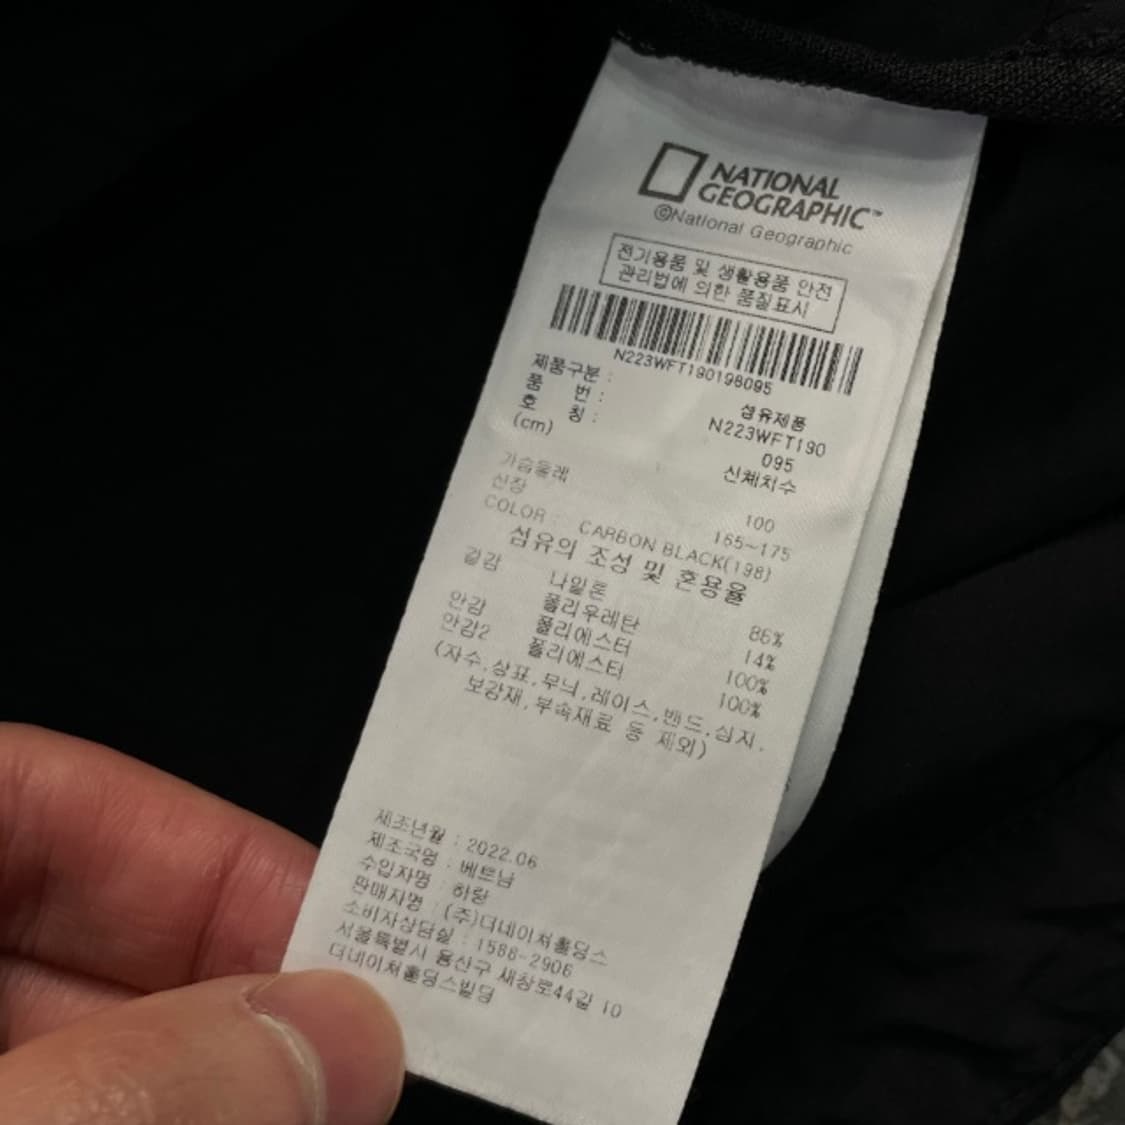 NATIONAL
GEOGRAPHIC™
©National Geographic
전기용품 및 생활용품 안전
관리법에 의한 품질표시
N223WFT190198095
제품구분 : 섬유제품
품 번 : N223WFT190
호 칭 : 095
(cm) 신체치수
가슴둘레 100
신장 165~175
COLOR : CARBON BLACK(198)
섬유의 조성 및 혼용율
겉감 나일론 86%
폴리우레탄 14%
안감 폴리에스터 100%
안감2 폴리에스터 100%
(자수,상표,무늬,레이스,밴드,심지,
보강재,부속재료 등 제외)
제조년월 : 2022.06
제조국명 : 베트남
수입자명 : 하랑
판매자명 : (주)더네이쳐홀딩스
소비자상담실 : 1566-2906
서울특별시 용산구 새창로44길 10
더네이쳐홀딩스빌딩